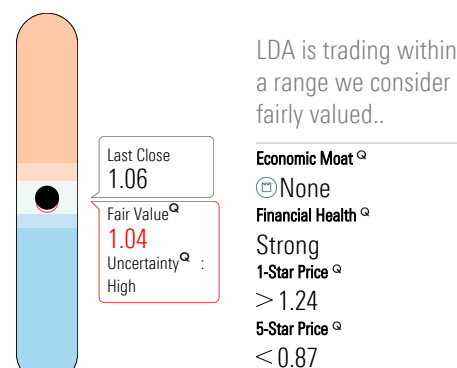 LDA is trading within
a range we consider
fairly valued..
Last Close
1.06
Fair Value Q
1.04
Uncertainty Q :
High
Economic Moat Q
None
Financial Health Q
Strong
1-Star Price Q
> 1.24
5-Star Price Q
< 0.87